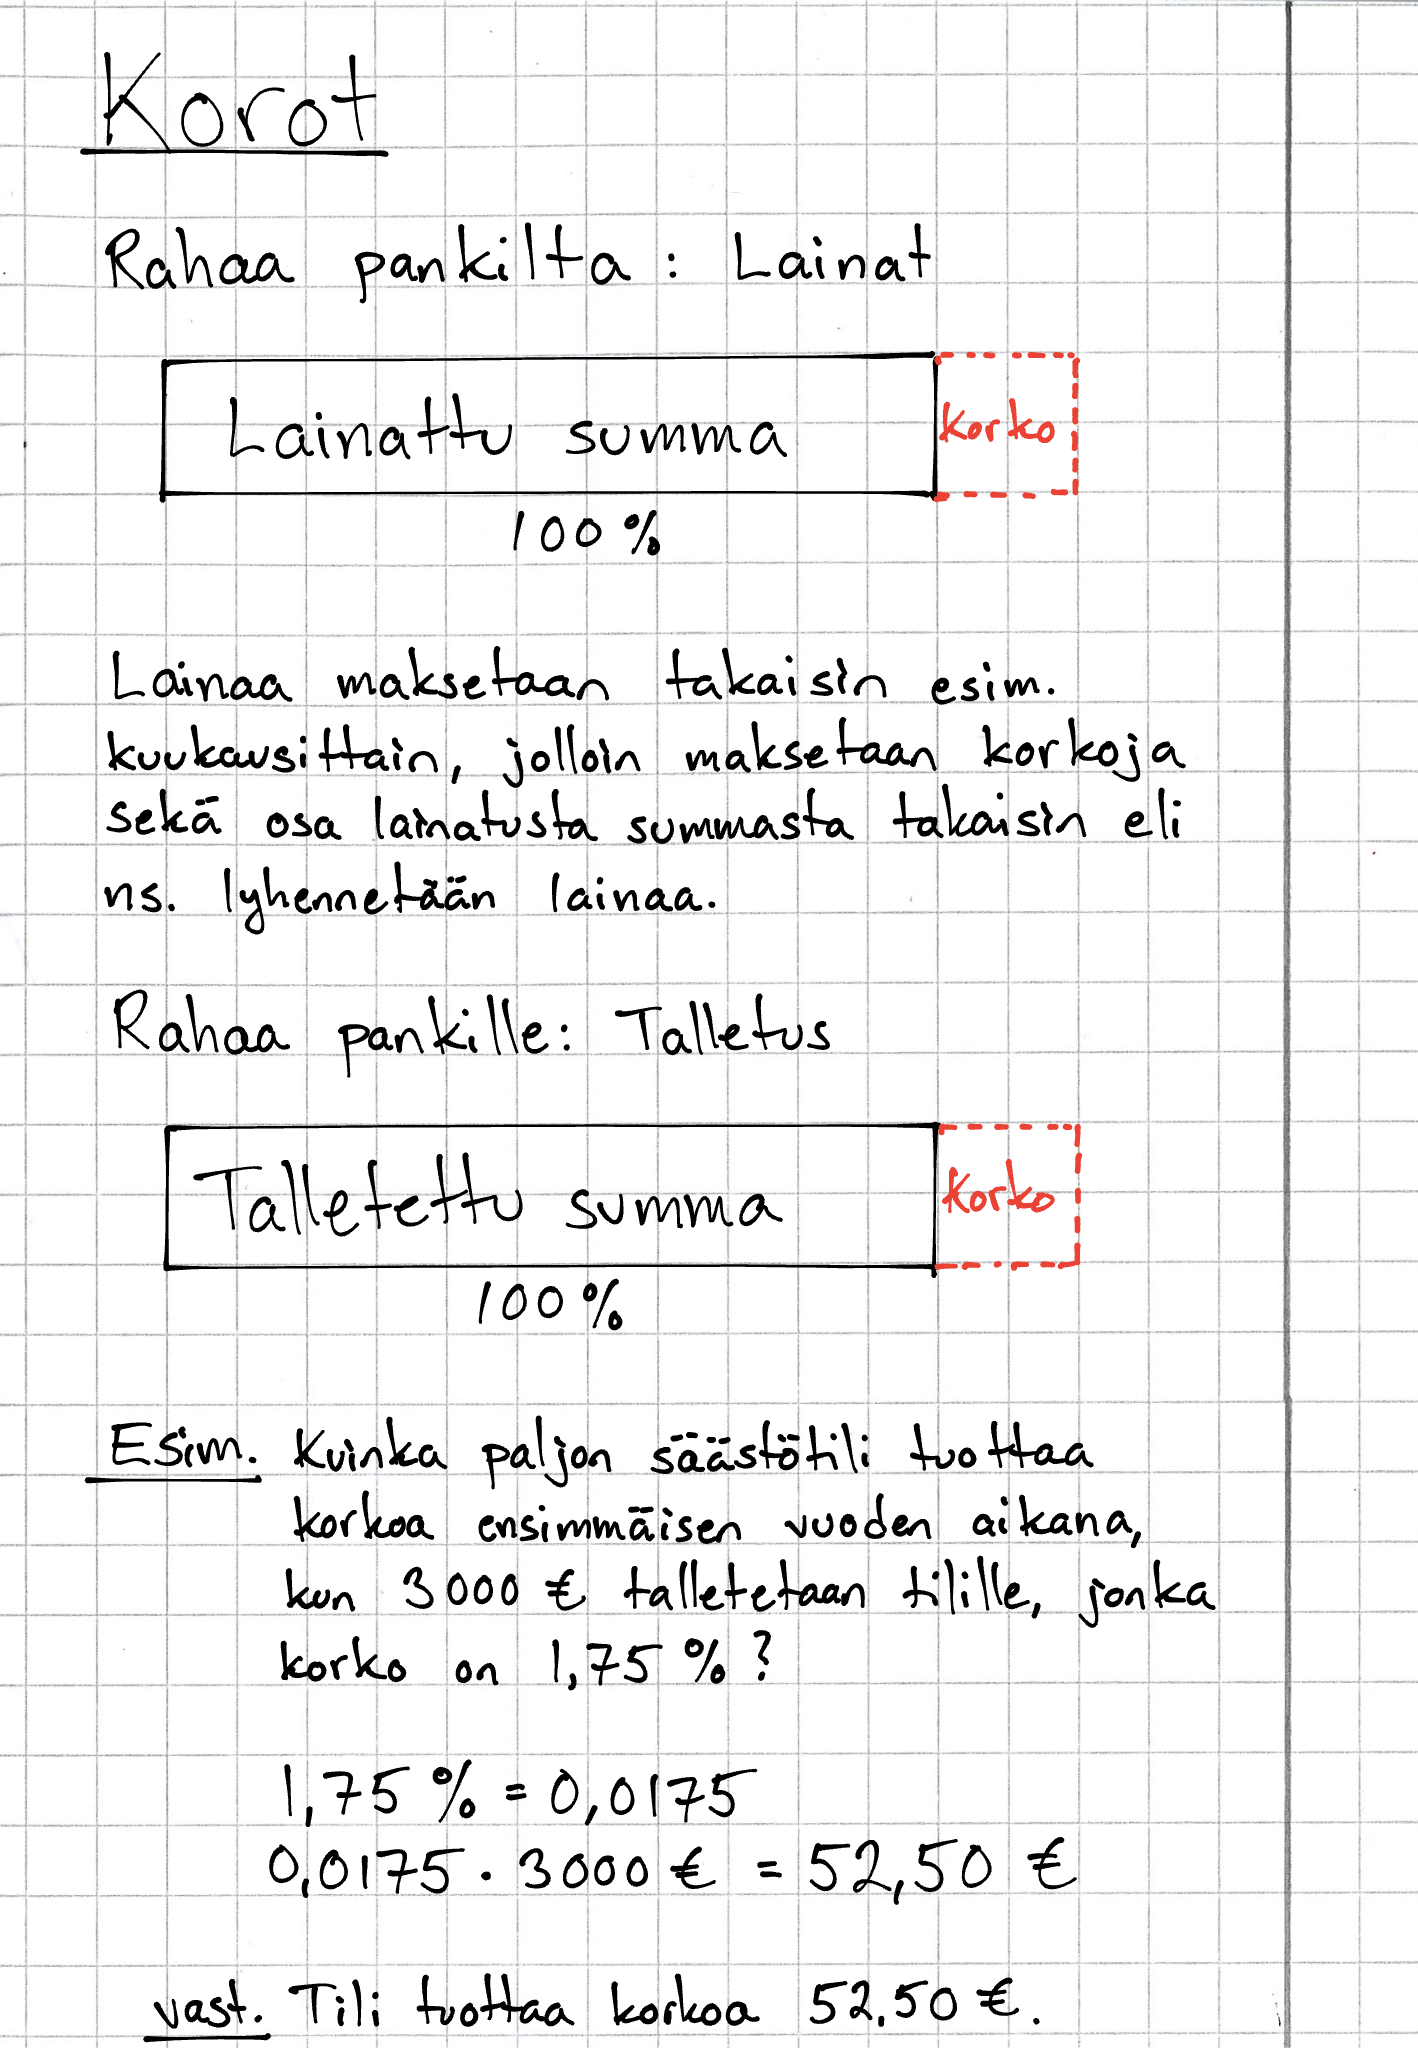 Korot
Rahaa pankilta: Lainat
Lainattu summa korko
100 %
Lainaa maksetaan takaisin esim.
kuukausittain, jolloin maksetaan korkoja
sekä osa lainatusta summasta takaisin eli
ns. lyhennetään lainaa.
Rahaa pankille: Talletus
Talletettu summa korko
100 %
Esim. Kuinka paljon säästötili tuottaa
korkoa ensimmäisen vuoden aikana,
kun 3000 € talletetaan tilille, jonka
korko on 1,75 %?
1,75 % = 0,0175
0,0175 · 3000 € = 52,50 €
vast. Tili tuottaa korkoa 52,50 €.